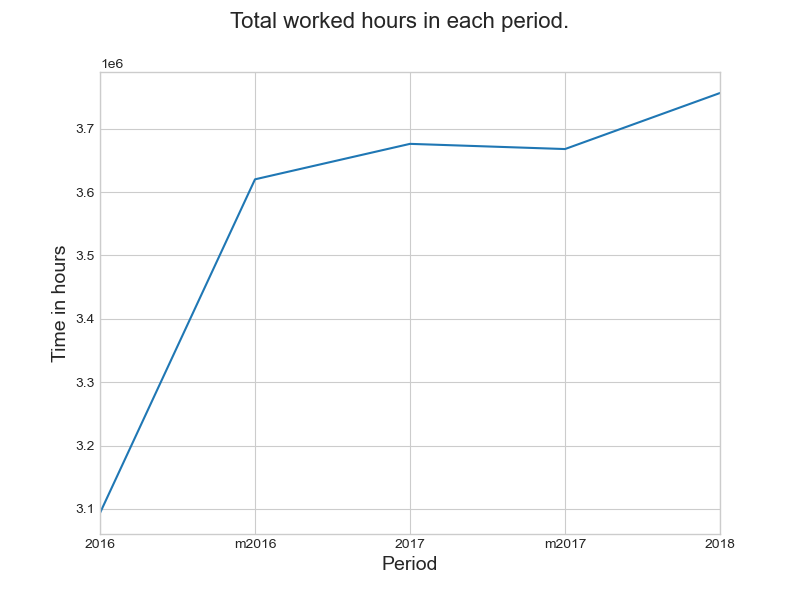 Total worked hours in each period.
1e6
3.7
3.6
3.5
3.4
3.3
3.2
3.1
Time in hours
2016 m2016 2017 m2017 2018
Period